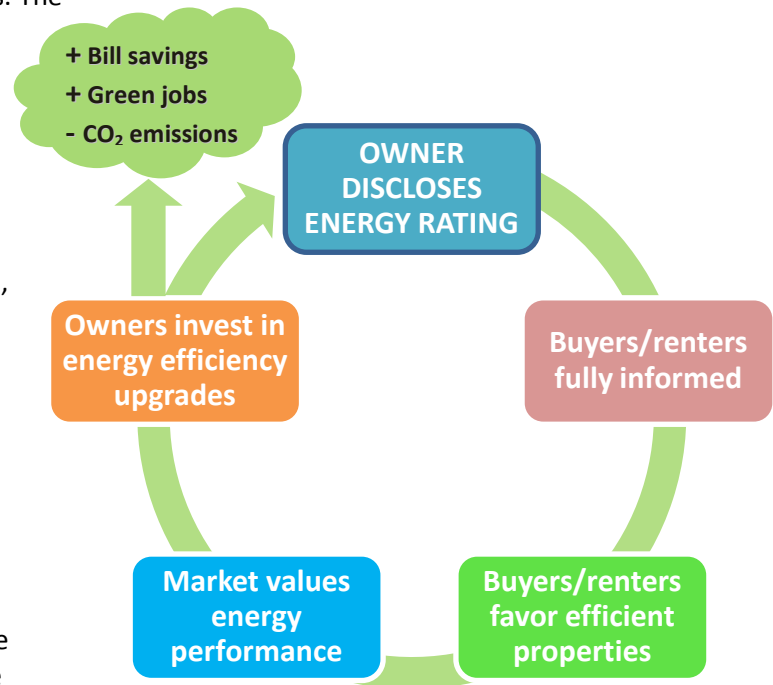 s. The
+ Bill savings
+ Green jobs
- CO₂ emissions
OWNER
DISCLOSES
ENERGY RATING
,
Owners invest in
energy efficiency
upgrades
Buyers/renters
fully informed
Market values
energy
performance
Buyers/renters
favor efficient
properties
e